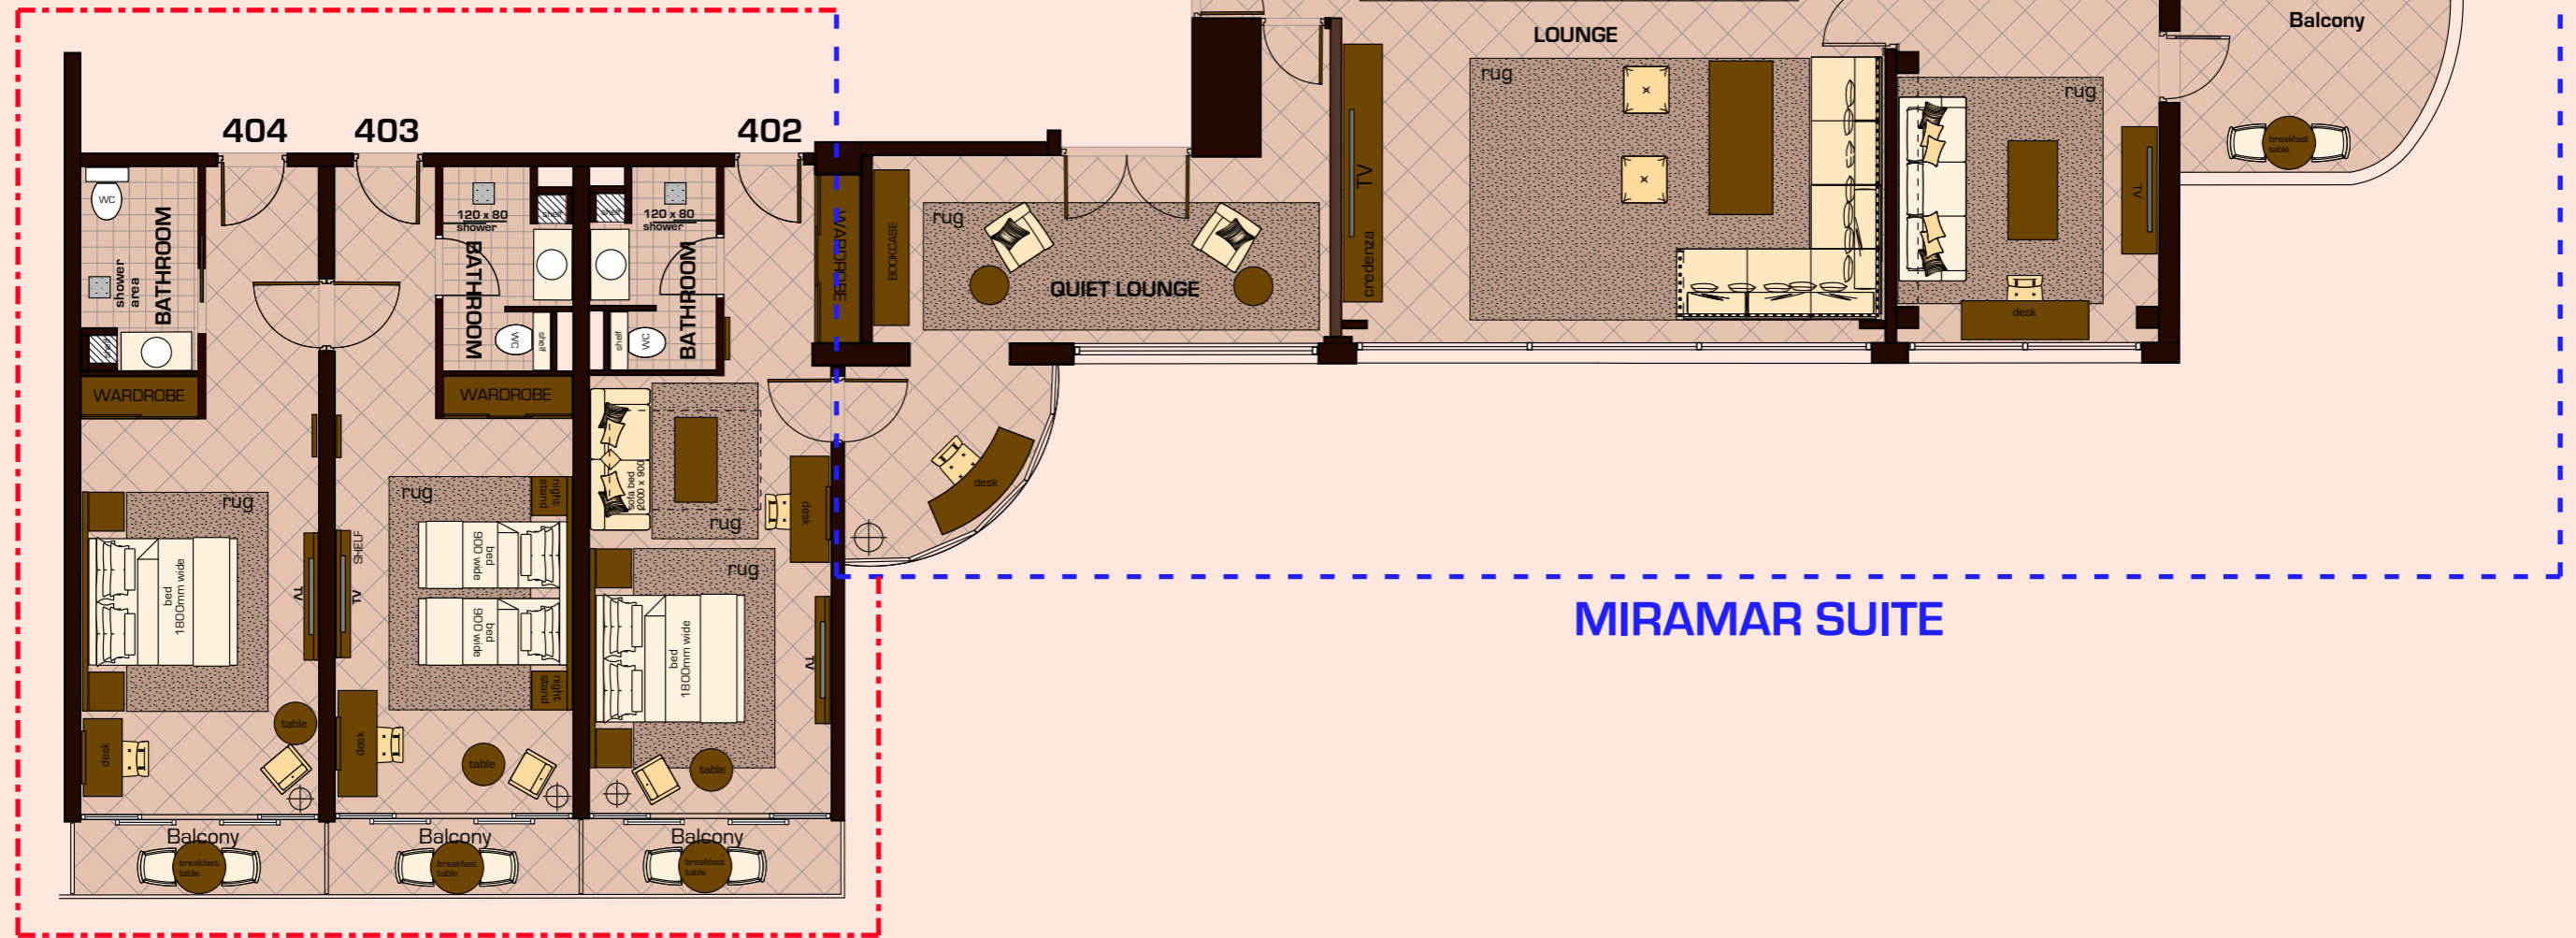 Balcony
LOUNGE
rug
rug
404
403
402
WC
shower
area
BATHROOM
shelf
WARDROBE
120 x 80
shower
BATHROOM
shelf
WC
shelf
WARDROBE
shelf
120 x 80
shower
BATHROOM
shelf
WC
WARDROBE
BOOKCASE
rug
QUIET LOUNGE
TV
credenza
TV
desk
breakfast
table
rug
bed
1800mm wide
TV
table
desk
Balcony
breakfast
table
rug
night
stand
SHELF
TV
bed
900 wide
bed
900 wide
night
stand
desk
table
Balcony
breakfast
table
sofa bed
2000 x 900
rug
desk
rug
bed
1800mm wide
TV
table
Balcony
breakfast
table
desk
MIRAMAR SUITE